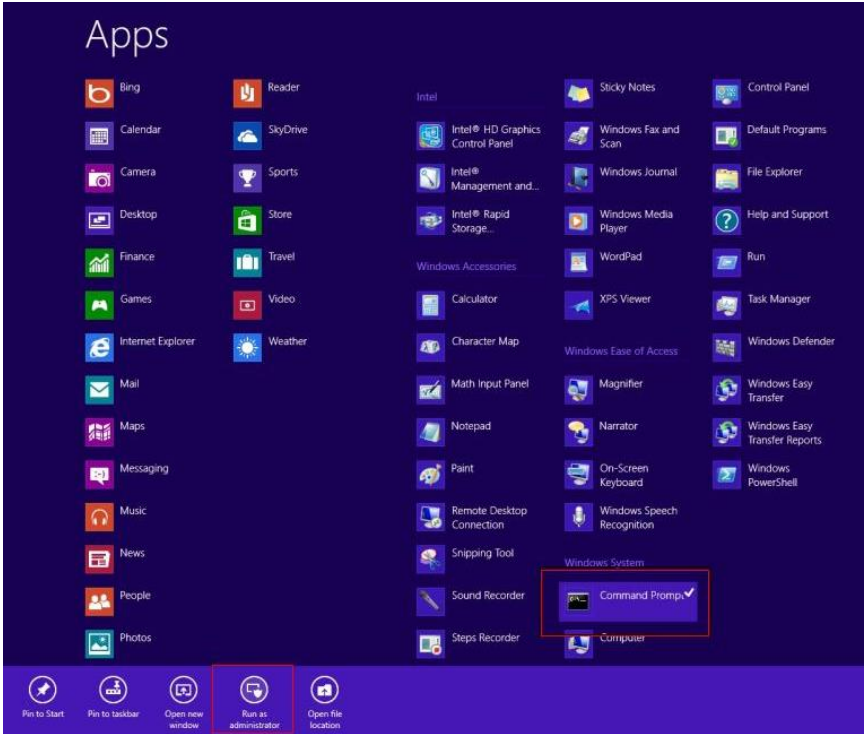 Apps
Bing
Calendar
Camera
Desktop
Finance
Games
Internet Explorer
Mail
Maps
Messaging
Music
News
People
Photos
Reader
SkyDrive
Sports
Store
Travel
Video
Weather
Intel
Intel® HD Graphics
Control Panel
Intel®
Management and...
Intel® Rapid
Storage...
Windows Accessories
Calculator
Character Map
Math Input Panel
Notepad
Paint
Remote Desktop
Connection
Snipping Tool
Sound Recorder
Steps Recorder
Sticky Notes
Windows Fax and
Scan
Windows Journal
Windows Media
Player
WordPad
XPS Viewer
Windows Ease of Access
Magnifier
Narrator
On-Screen
Keyboard
Windows Speech
Recognition
Windows System
Command Prompt
Computer
Control Panel
Default Programs
File Explorer
Help and Support
Run
Task Manager
Windows Defender
Windows Easy
Transfer
Windows Easy
Transfer Reports
Windows
PowerShell
Pin to Start
Pin to taskbar
Open new
window
Run as
administrator
Open file
location